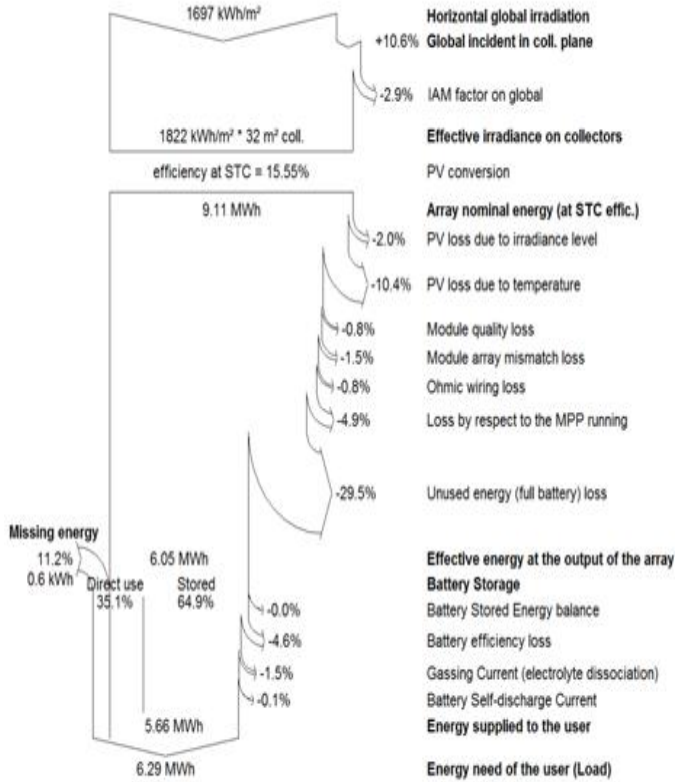 1697 kWh/m² Horizontal global irradiation
+10.6% Global incident in coll. plane
-2.9% IAM factor on global
1822 kWh/m² * 32 m² coll. Effective irradiance on collectors
efficiency at STC = 15.55% PV conversion
9.11 MWh Array nominal energy (at STC effic.)
-2.0% PV loss due to irradiance level
-10.4% PV loss due to temperature
-0.8% Module quality loss
-1.5% Module array mismatch loss
-0.8% Ohmic wiring loss
-4.9% Loss by respect to the MPP running
-29.5% Unused energy (full battery) loss
Missing energy
11.2% 6.05 MWh Effective energy at the output of the array
0.6 kWh Direct use Stored Battery Storage
35.1% 64.9% -0.0% Battery Stored Energy balance
-4.6% Battery efficiency loss
-1.5% Gassing Current (electrolyte dissociation)
-0.1% Battery Self-discharge Current
5.66 MWh Energy supplied to the user
6.29 MWh Energy need of the user (Load)